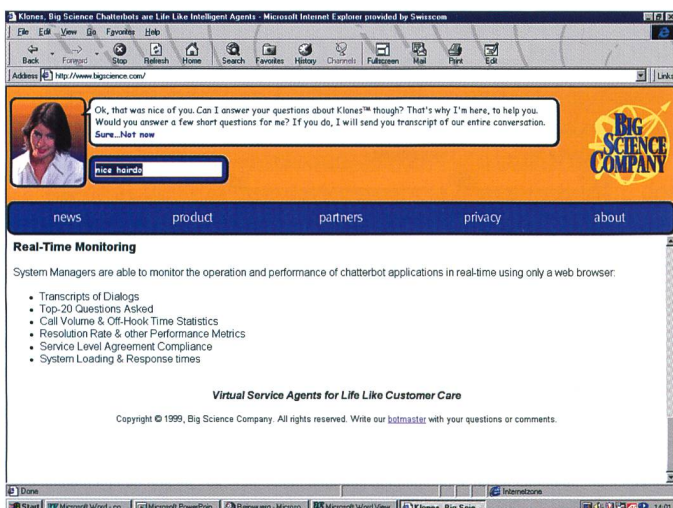 Klones, Big Science Chatterbots are Life Like Intelligent Agents - Microsoft Internet Explorer provided by Swisscom
File Edit View Go Favorites Help
Back Forward Stop Refresh Home Search Favorites History Channels Fullscreen Mail Print Edit
Address http://www.bigscience.com/ Links
Ok, that was nice of you. Can I answer your questions about Klones™ though? That's why I'm here, to help you.
Would you answer a few short questions for me? If you do, I will send you transcript of our entire conversation.
Sure...Not now
nice hairdo
BIG
SCIENCE
COMPANY
news product partners privacy about
Real-Time Monitoring
System Managers are able to monitor the operation and performance of chatterbot applications in real-time using only a web browser:
• Transcripts of Dialogs
• Top-20 Questions Asked
• Call Volume & Off-Hook Time Statistics
• Resolution Rate & other Performance Metrics
• Service Level Agreement Compliance
• System Loading & Response times
Virtual Service Agents for Life Like Customer Care
Copyright © 1999, Big Science Company. All rights reserved. Write our botmaster with your questions or comments.
Done Internetzone
Start Microsoft Word - Microsoft PowerPoin Microsoft Word View Klones, Big Scie 14:01